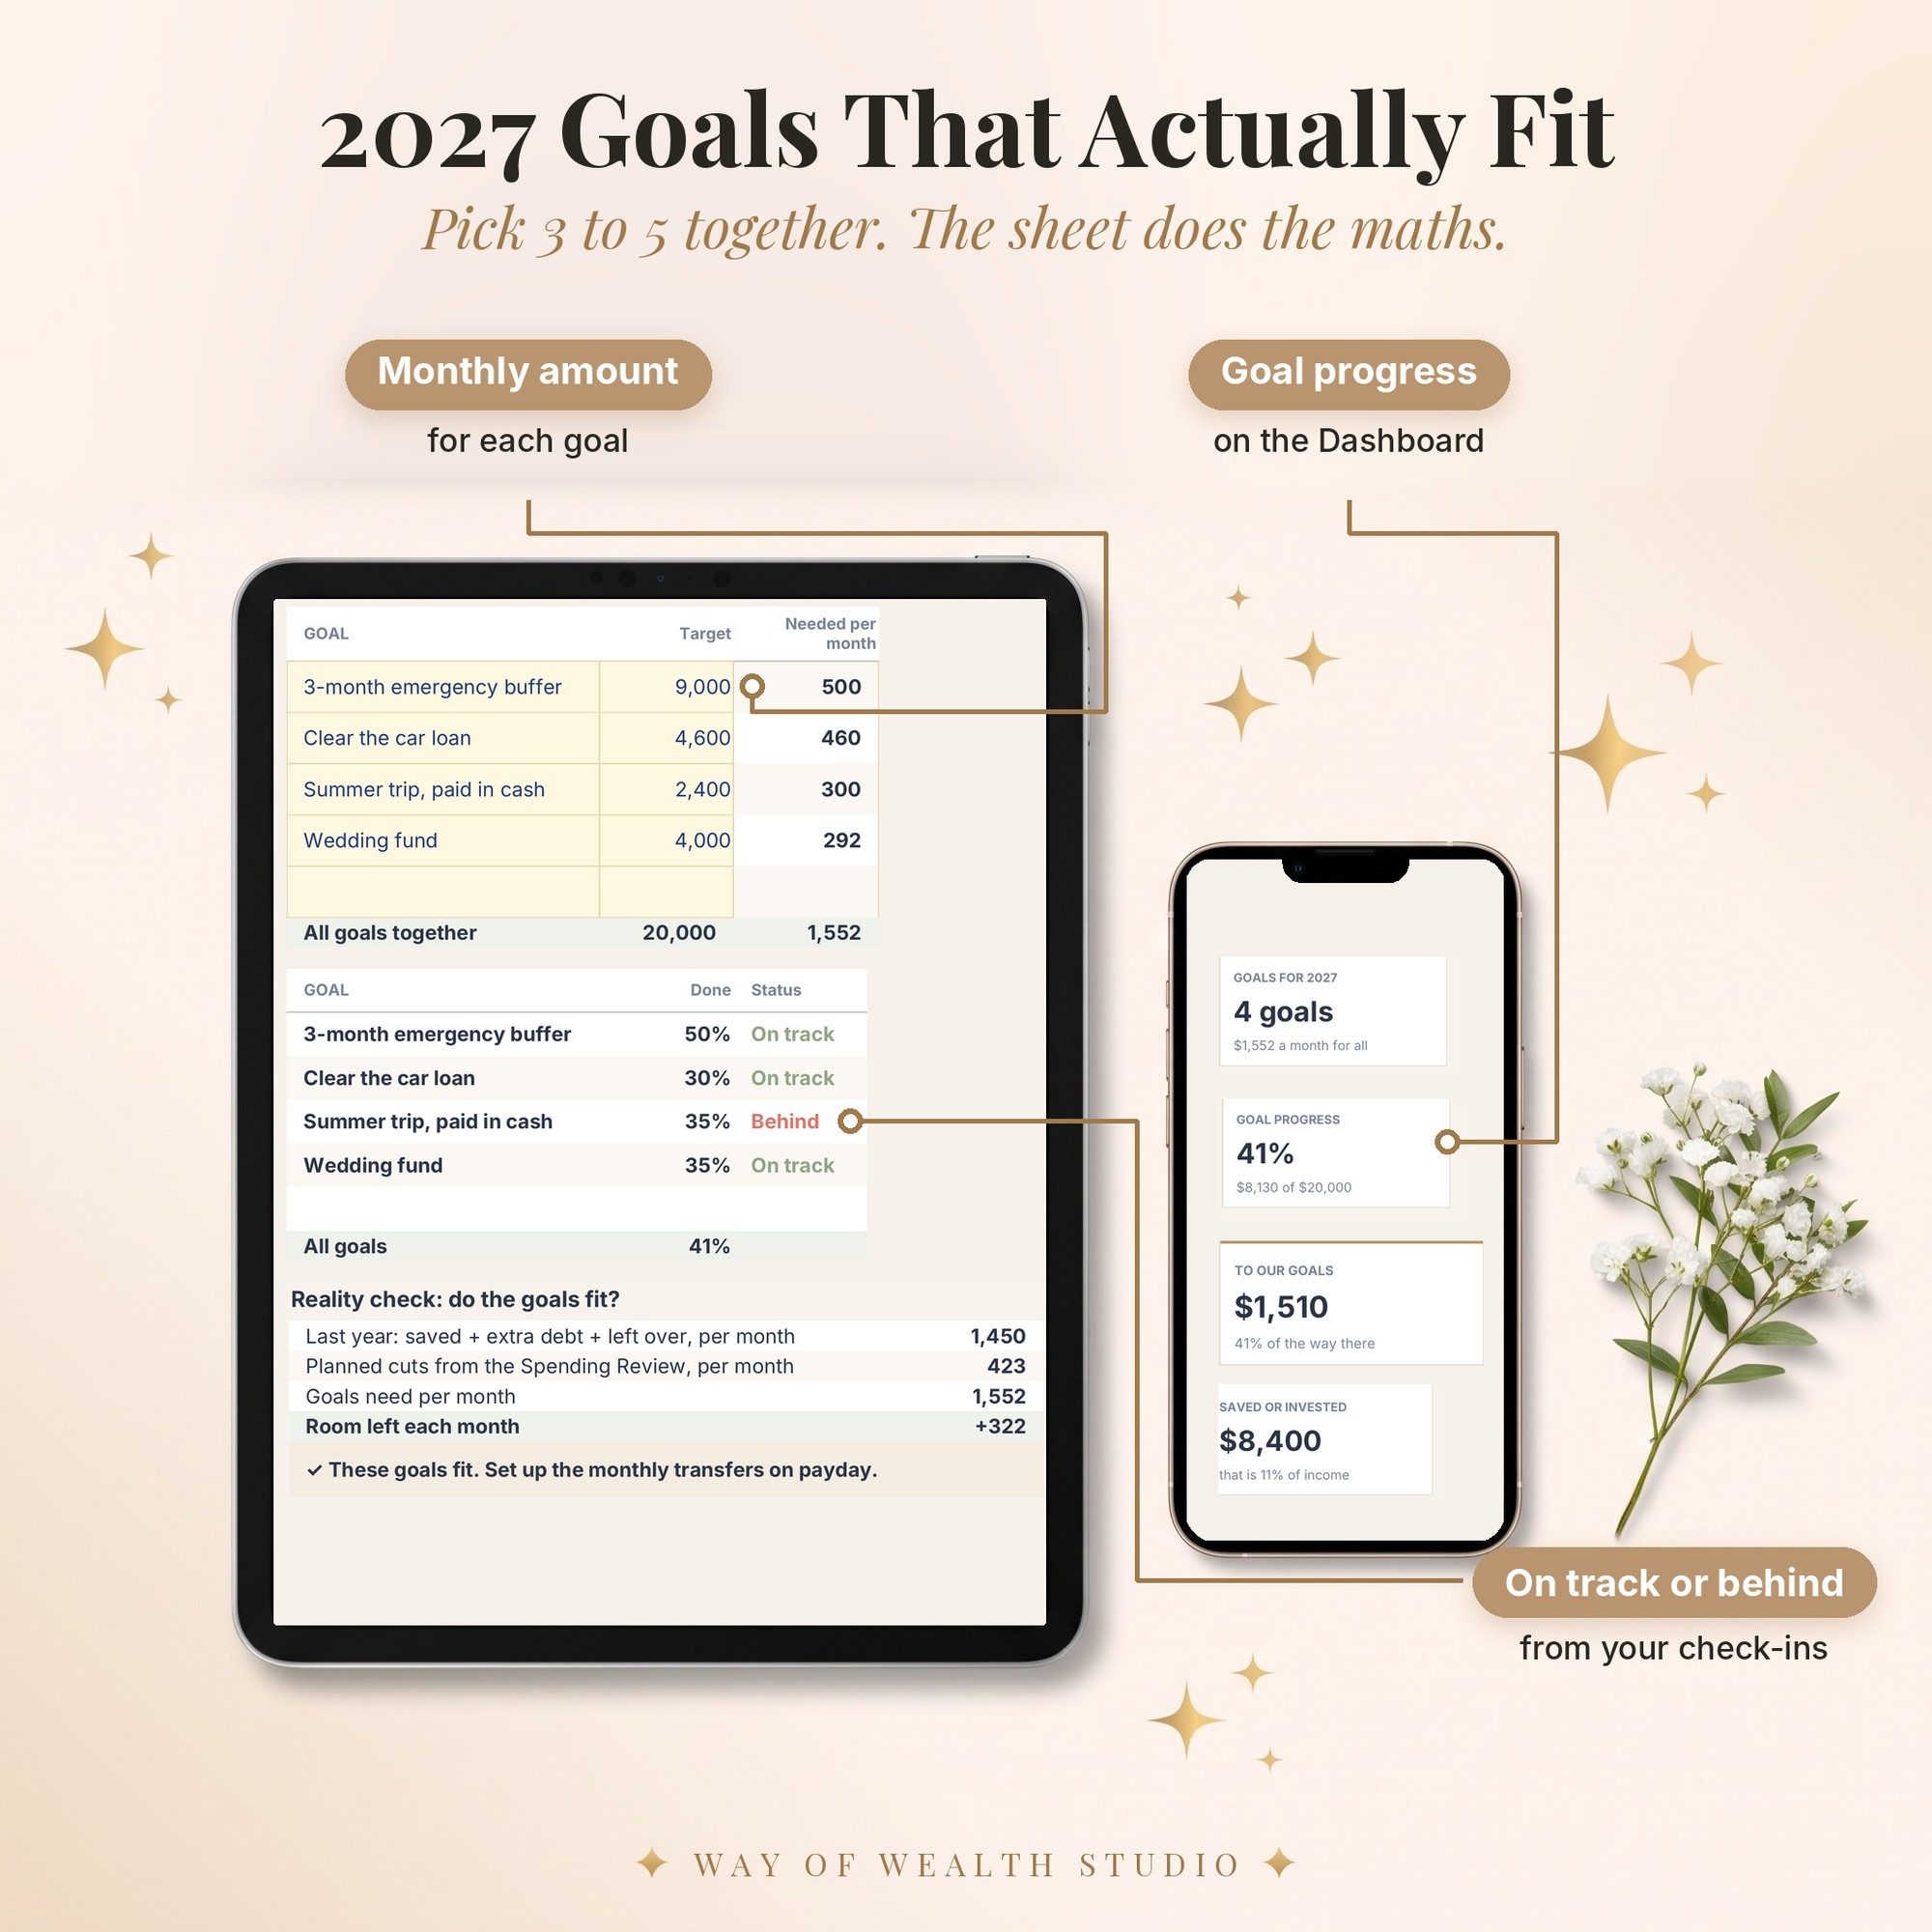 2027 Goals That Actually Fit
Pick 3 to 5 together. The sheet does the maths.
Monthly amount
for each goal
Goal progress
on the Dashboard
GOAL Target Needed per month
3-month emergency buffer 9,000 500
Clear the car loan 4,600 460
Summer trip, paid in cash 2,400 300
Wedding fund 4,000 292
All goals together 20,000 1,552
GOAL Done Status
3-month emergency buffer 50% On track
Clear the car loan 30% On track
Summer trip, paid in cash 35% Behind
Wedding fund 35% On track
All goals 41%
Reality check: do the goals fit?
Last year: saved + extra debt + left over, per month 1,450
Planned cuts from the Spending Review, per month 423
Goals need per month 1,552
Room left each month +322
✓ These goals fit. Set up the monthly transfers on payday.
GOALS FOR 2027
4 goals
$1,552 a month for all
GOAL PROGRESS
41%
$8,130 of $20,000
TO OUR GOALS
$1,510
41% of the way there
SAVED OR INVESTED
$8,400
that is 11% of income
On track or behind
from your check-ins
WAY OF WEALTH STUDIO